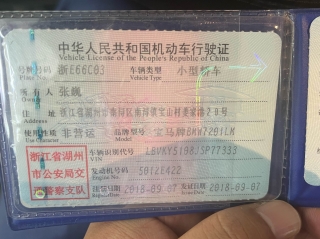 中华人民共和国机动车行驶证
Vehicle License of the People's Republic of China
号牌号码 浙E66C03 车辆类型 小型轿车
Plate No. Vehicle Type
所有人 张巍
Owner
住址 浙江省湖州市
Address
使用性质 非营运 品牌型号 宝马牌BMW7201LM
Use Character Model
浙江省湖州 车辆识别代号
VIN
市公安局交 发动机号码
Engine No.
通警察支队 注册日期 2018-09-07 发证日期 2018-09-07
Register Date Issue Date